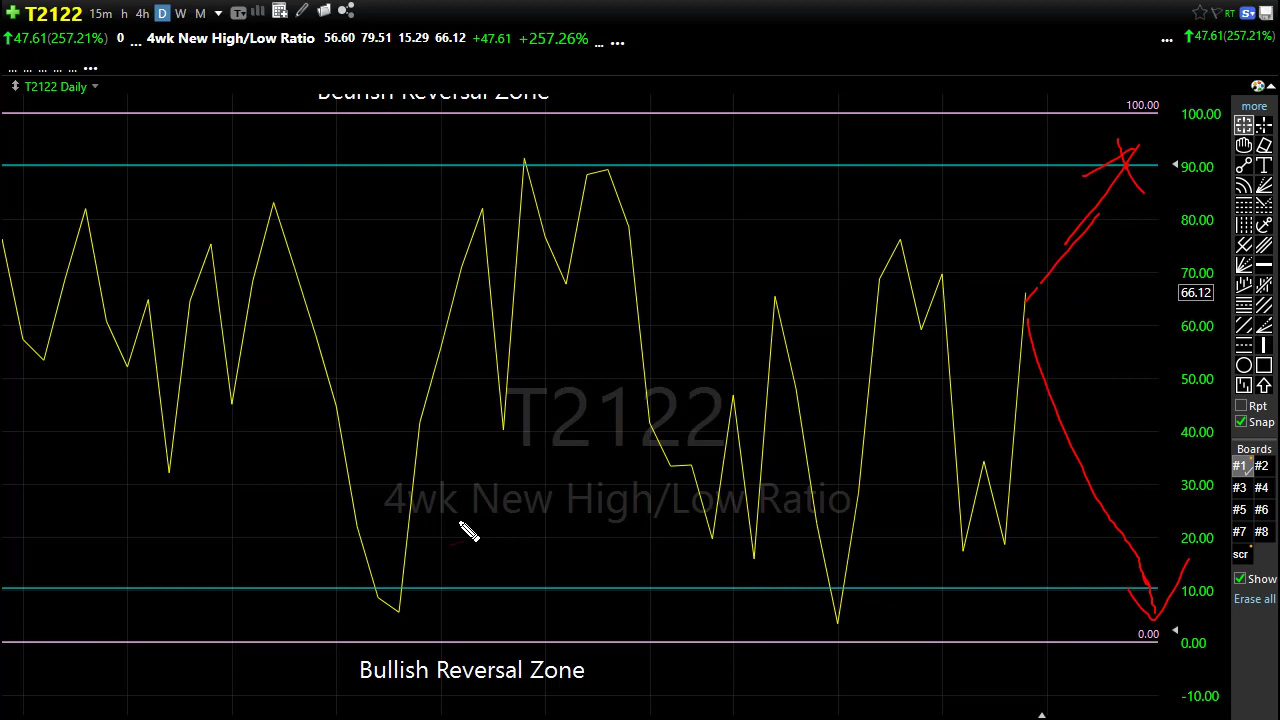 T2122 15m h 4h D W M
RT S
47.61(257.21%) 0 ... 4wk New High/Low Ratio 56.60 79.51 15.29 66.12 +47.61 +257.26% ... ...
... 47.61(257.21%)
... ... ... ... ... ...
T2122 Daily
Bearish Reversal Zone
more
100.00
100.00
90.00
80.00
70.00
66.12
60.00
50.00
40.00
30.00
20.00
10.00
0.00
0.00
-10.00
T2122
4wk New High/Low Ratio
Bullish Reversal Zone
Rpt
Snap
Boards
#1 #2
#3 #4
#5 #6
#7 #8
scr
Show
Erase all